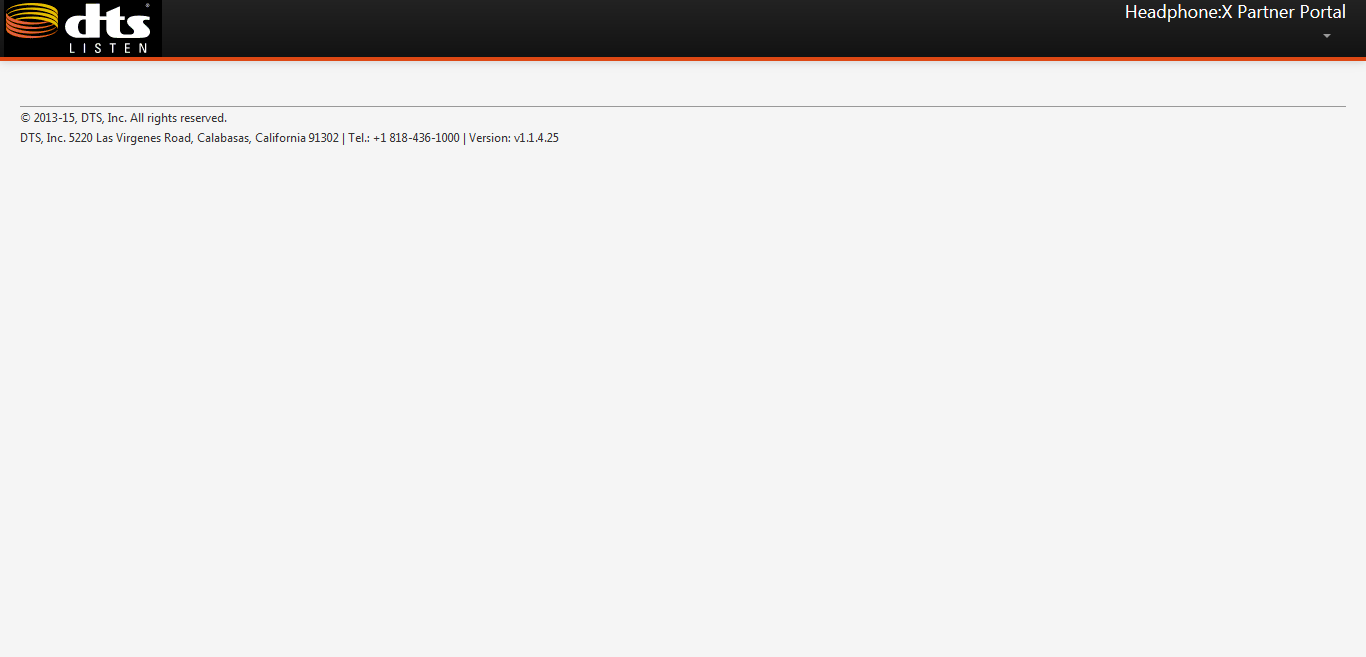 dts®
LISTEN
Headphone:X Partner Portal
© 2013-15, DTS, Inc. All rights reserved.
DTS, Inc. 5220 Las Virgenes Road, Calabasas, California 91302 | Tel.: +1 818-436-1000 | Version: v1.1.4.25